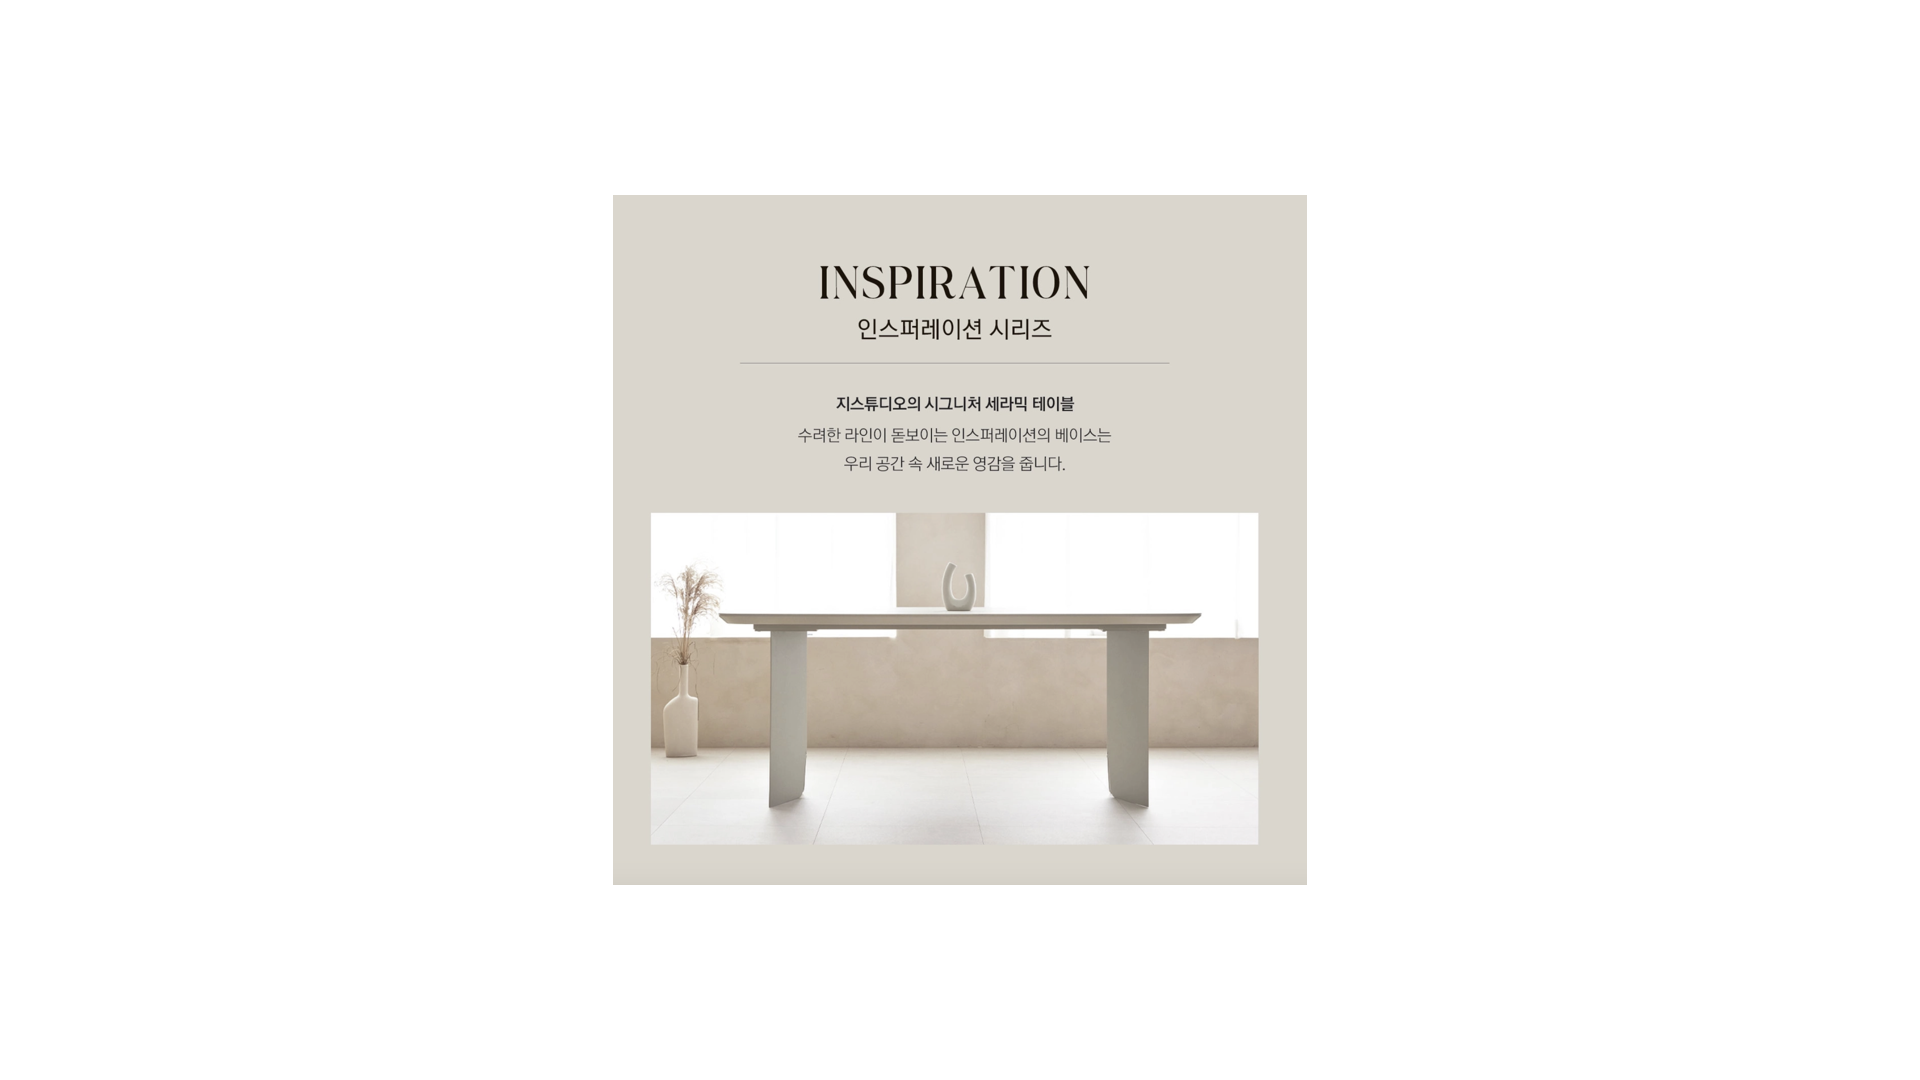 INSPIRATION
인스퍼레이션 시리즈
지스튜디오의 시그니처 세라믹 테이블
수려한 라인이 돋보이는 인스퍼레이션의 베이스는
우리 공간 속 새로운 영감을 줍니다.